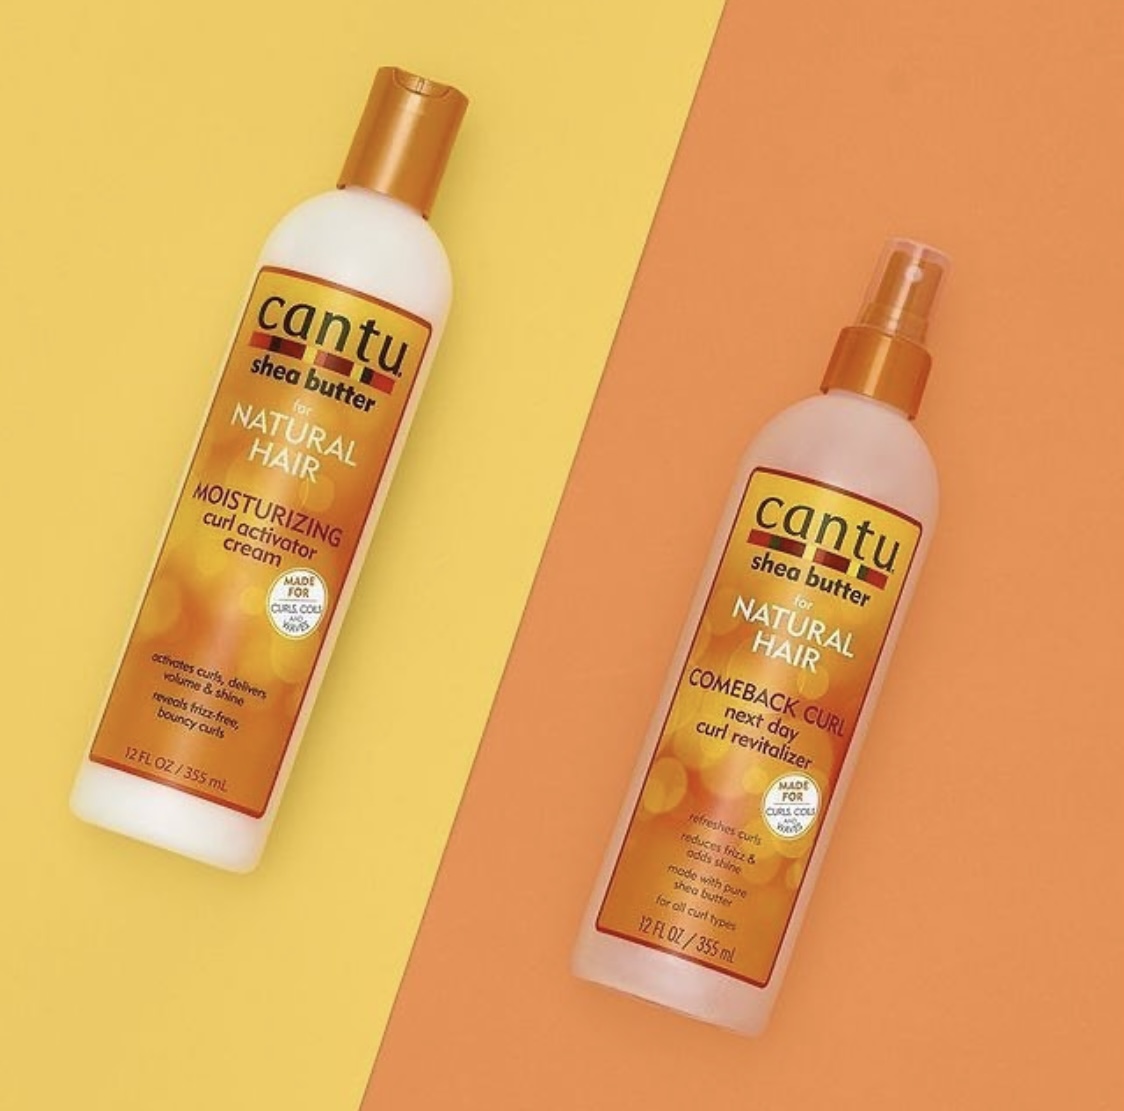 cantu
shea butter
for
NATURAL
HAIR
MOISTURIZING
curl activator
cream
MADE
FOR
CURLS, COILS
AND
WAVES
activates curls, delivers
volume & shine
reveals frizz-free,
bouncy curls
12 FL OZ / 355 mL
cantu
shea butter
for
NATURAL
HAIR
COMEBACK CURL
next day
curl revitalizer
MADE
FOR
CURLS, COILS
AND
WAVES
refreshes curls
reduces frizz &
adds shine
made with pure
shea butter
for all curl types
12 FL OZ / 355 mL